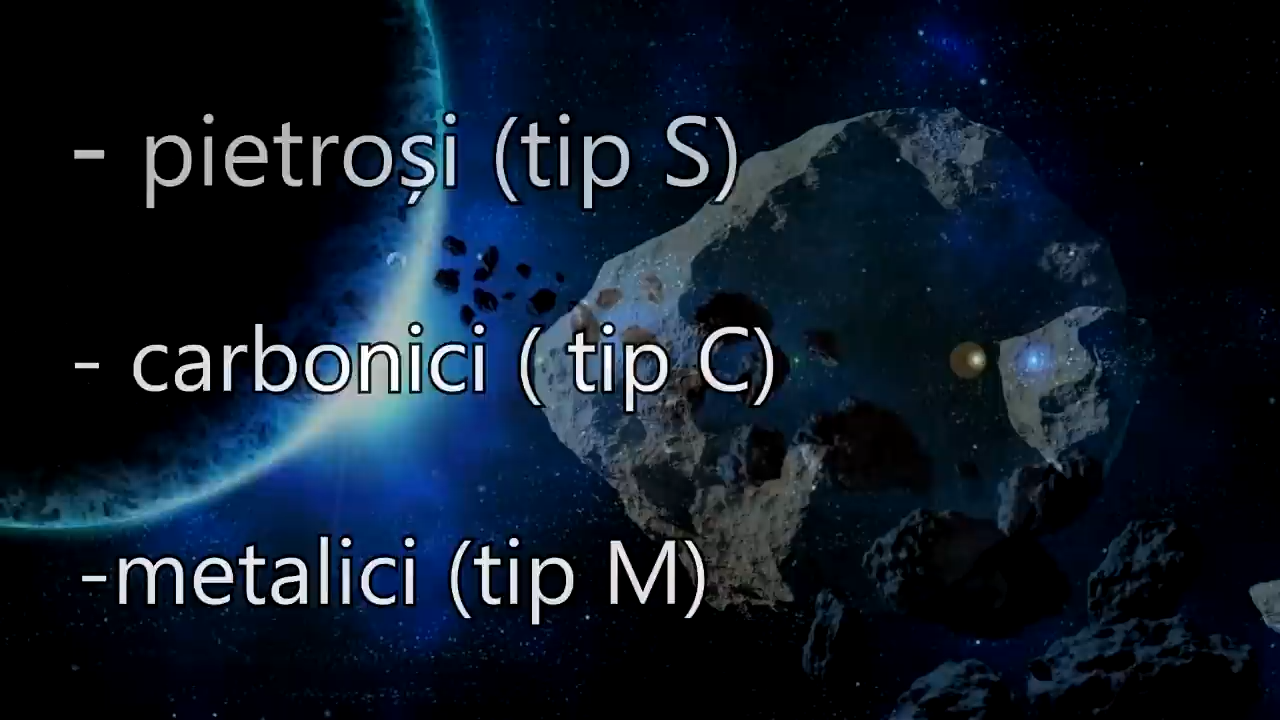 - pietroși (tip S)
- carbonici ( tip C)
-metalici (tip M)